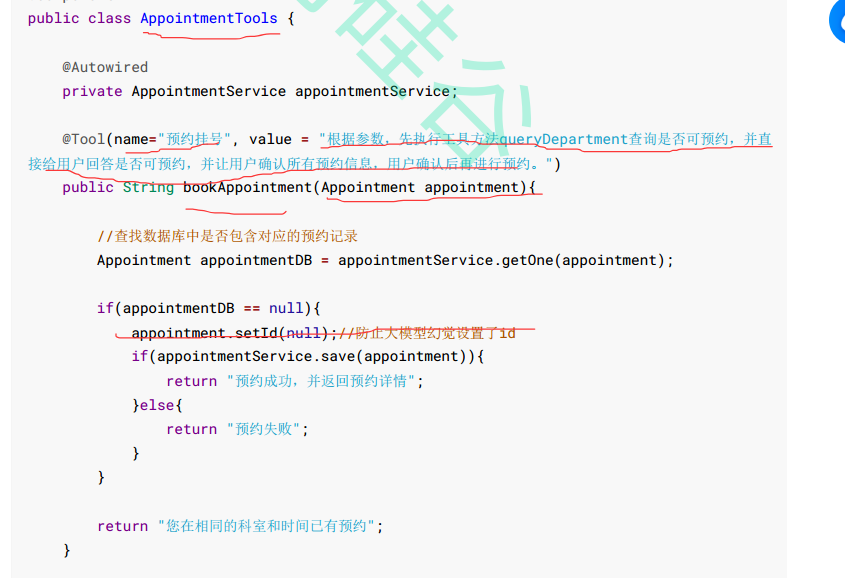 public class AppointmentTools {
@Autowired
private AppointmentService appointmentService;
@Tool(name="预约挂号", value = "根据参数，先执行工具方法queryDepartment查询是否可预约，并直
接给用户回答是否可预约，并让用户确认所有预约信息，用户确认后再进行预约。")
public String bookAppointment(Appointment appointment){
//查找数据库中是否包含对应的预约记录
Appointment appointmentDB = appointmentService.getOne(appointment);
if(appointmentDB == null){
appointment.setId(null);//防止大模型幻觉设置了id
if(appointmentService.save(appointment)){
return "预约成功，并返回预约详情";
}else{
return "预约失败";
}
}
return "您在相同的科室和时间已有预约";
}
硅谷